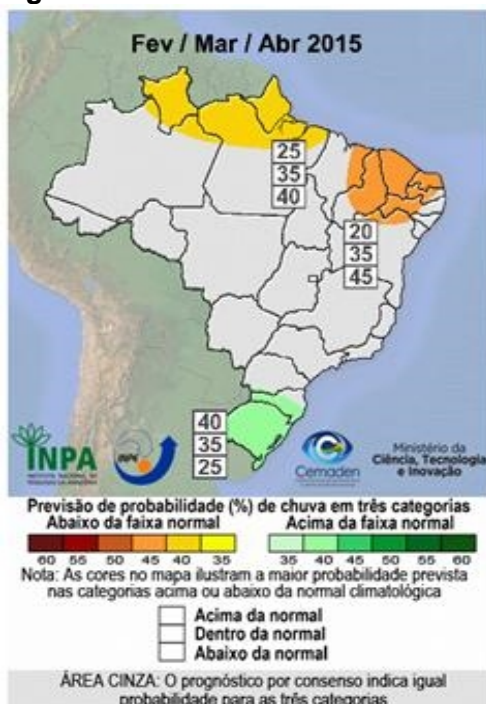 Fev / Mar / Abr 2015
25
35
40
20
35
45
40
35
25
INPA
INPE
Cemaden
Ministério da
Ciência, Tecnologia
e Inovação
Previsão de probabilidade (%) de chuva em três categorias
Abaixo da faixa normal
Acima da faixa normal
60 55 50 45 40 35
35 40 45 50 55 60
Nota: As cores no mapa ilustram a maior probabilidade prevista
nas categorias acima ou abaixo da normal climatológica
Acima da normal
Dentro da normal
Abaixo da normal
ÁREA CINZA: O prognóstico por consenso indica igual
probabilidade para as três categorias